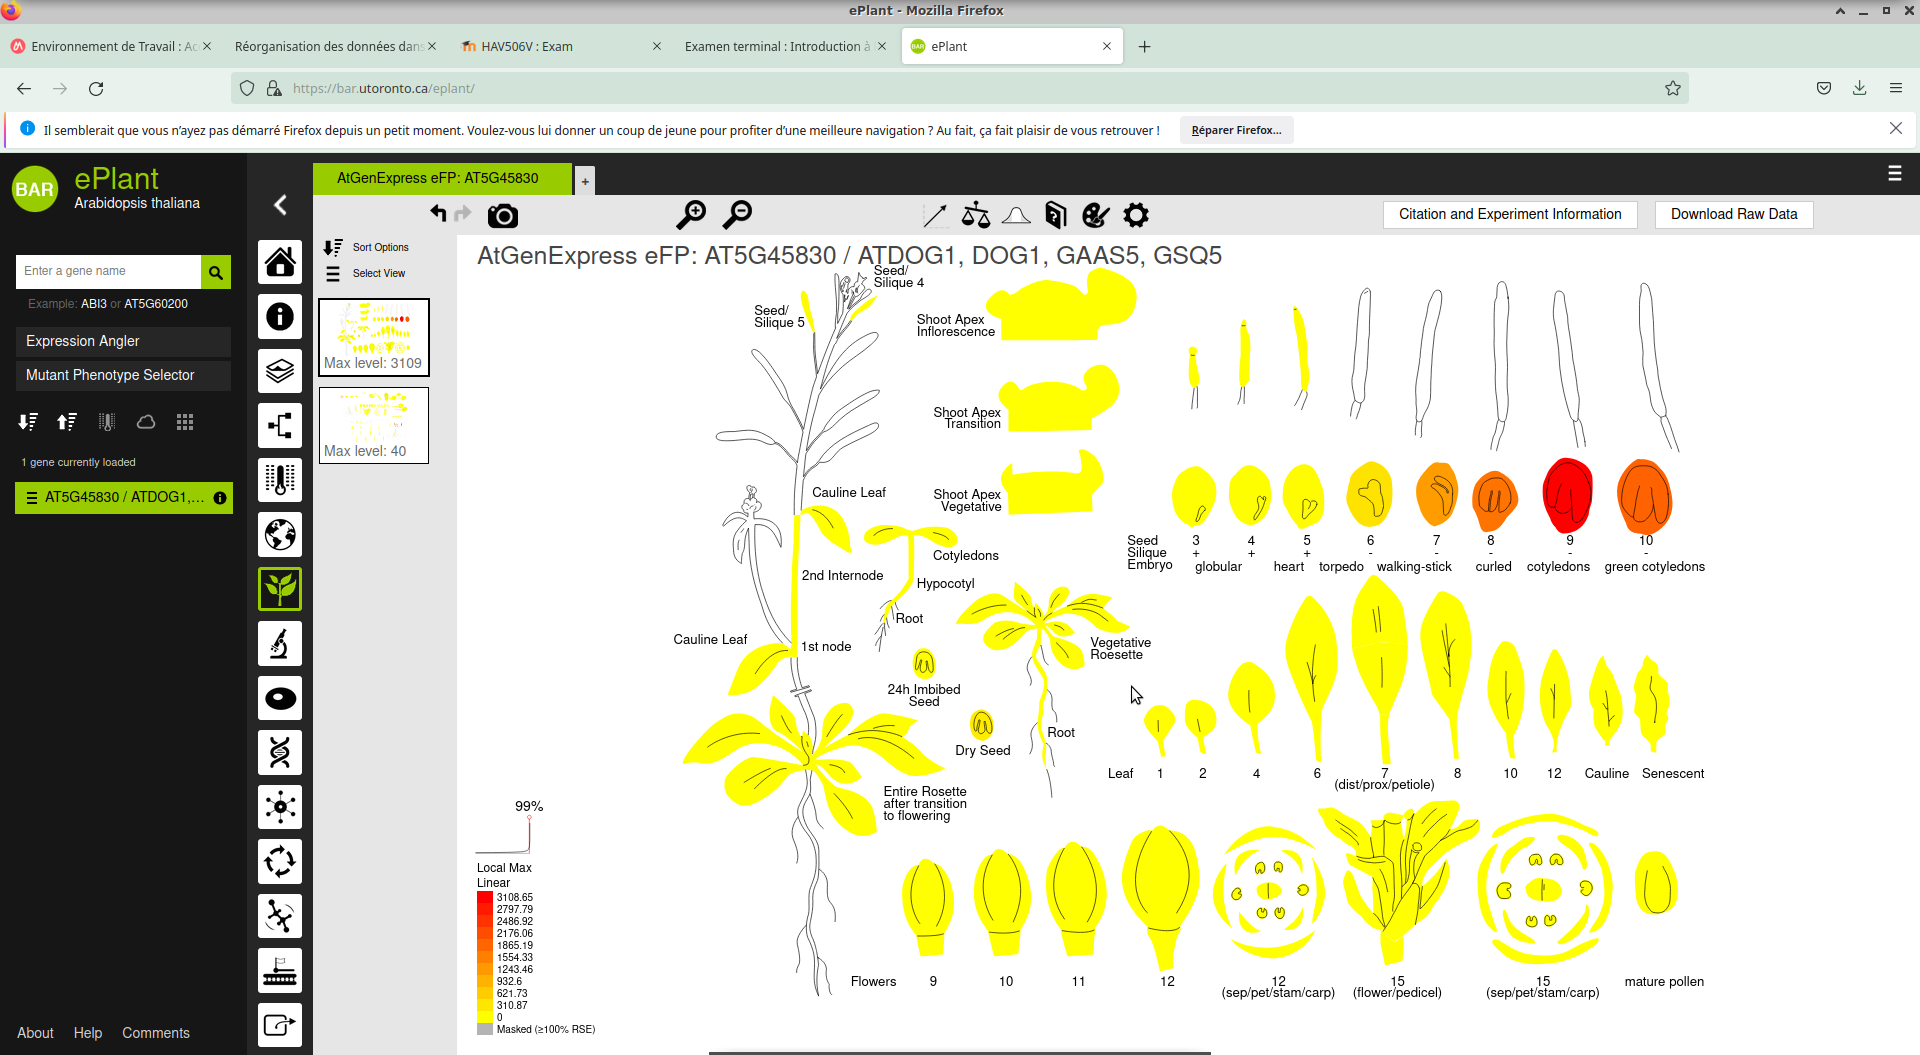 ePlant - Mozilla Firefox
Environnement de Travail : Ac
Réorganisation des données dans
HAV506V : Exam
Examen terminal : Introduction à
BAR ePlant
https://bar.utoronto.ca/eplant/
Il semblerait que vous n'ayez pas démarré Firefox depuis un petit moment. Voulez-vous lui donner un coup de jeune pour profiter d'une meilleure navigation ? Au fait, ça fait plaisir de vous retrouver !
Réparer Firefox...
BAR
ePlant
Arabidopsis thaliana
Enter a gene name
Example: ABI3 or AT5G60200
Expression Angler
Mutant Phenotype Selector
1 gene currently loaded
AT5G45830 / ATDOG1,...
About Help Comments
AtGenExpress eFP: AT5G45830
+
Citation and Experiment Information
Download Raw Data
Sort Options
Select View
Max level: 3109
Max level: 40
AtGenExpress eFP: AT5G45830 / ATDOG1, DOG1, GAAS5, GSQ5
Seed/
Silique 4
Seed/
Silique 5
Shoot Apex
Inflorescence
Shoot Apex
Transition
Shoot Apex
Vegetative
Cauline Leaf
Cotyledons
2nd Internode
Hypocotyl
Root
Cauline Leaf
1st node
24h Imbibed
Seed
Dry Seed
Vegetative
Roesette
Root
Entire Rosette
after transition
to flowering
Seed 3 4 5 6 7 8 9 10
Silique + + + - - - - -
Embryo globular heart torpedo walking-stick curled cotyledons green cotyledons
Leaf 1 2 4 6 7 8 10 12 Cauline Senescent
(dist/prox/petiole)
Flowers 9 10 11 12 12 15 15 mature pollen
(sep/pet/stam/carp) (flower/pedicel) (sep/pet/stam/carp)
99%
Local Max
Linear
3108.65
2797.79
2486.92
2176.06
1865.19
1554.33
1243.46
932.6
621.73
310.87
0
Masked (≥100% RSE)